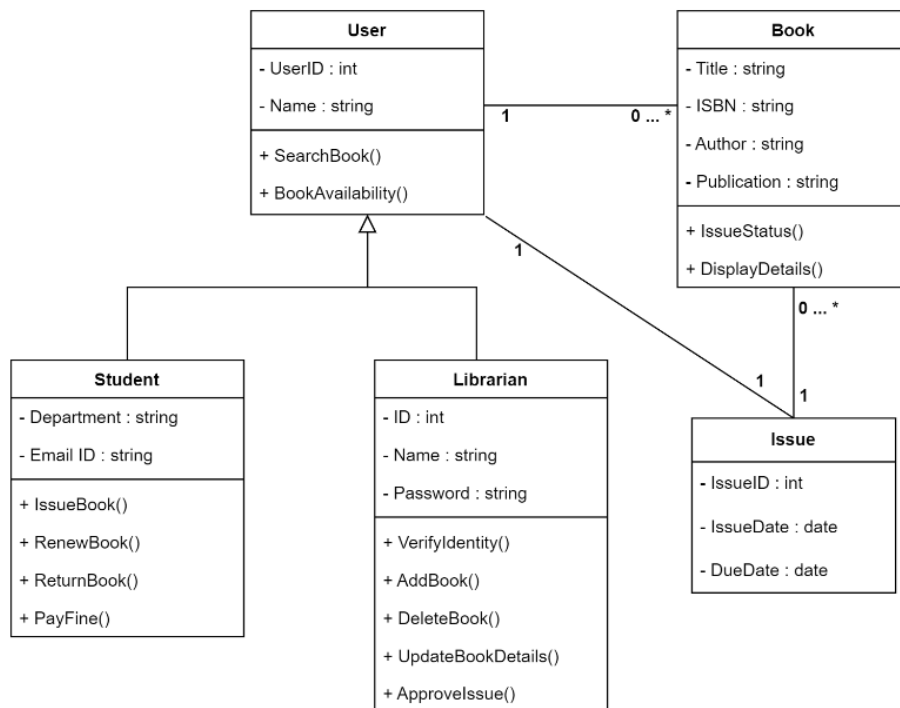 User
- UserID : int
- Name : string
+ SearchBook()
+ BookAvailability()
Book
- Title : string
- ISBN : string
- Author : string
- Publication : string
+ IssueStatus()
+ DisplayDetails()
1
0 ... *
1
1
0 ... *
1
Student
- Department : string
- Email ID : string
+ IssueBook()
+ RenewBook()
+ ReturnBook()
+ PayFine()
Librarian
- ID : int
- Name : string
- Password : string
+ VerifyIdentity()
+ AddBook()
+ DeleteBook()
+ UpdateBookDetails()
+ ApproveIssue()
Issue
- IssueID : int
- IssueDate : date
- DueDate : date